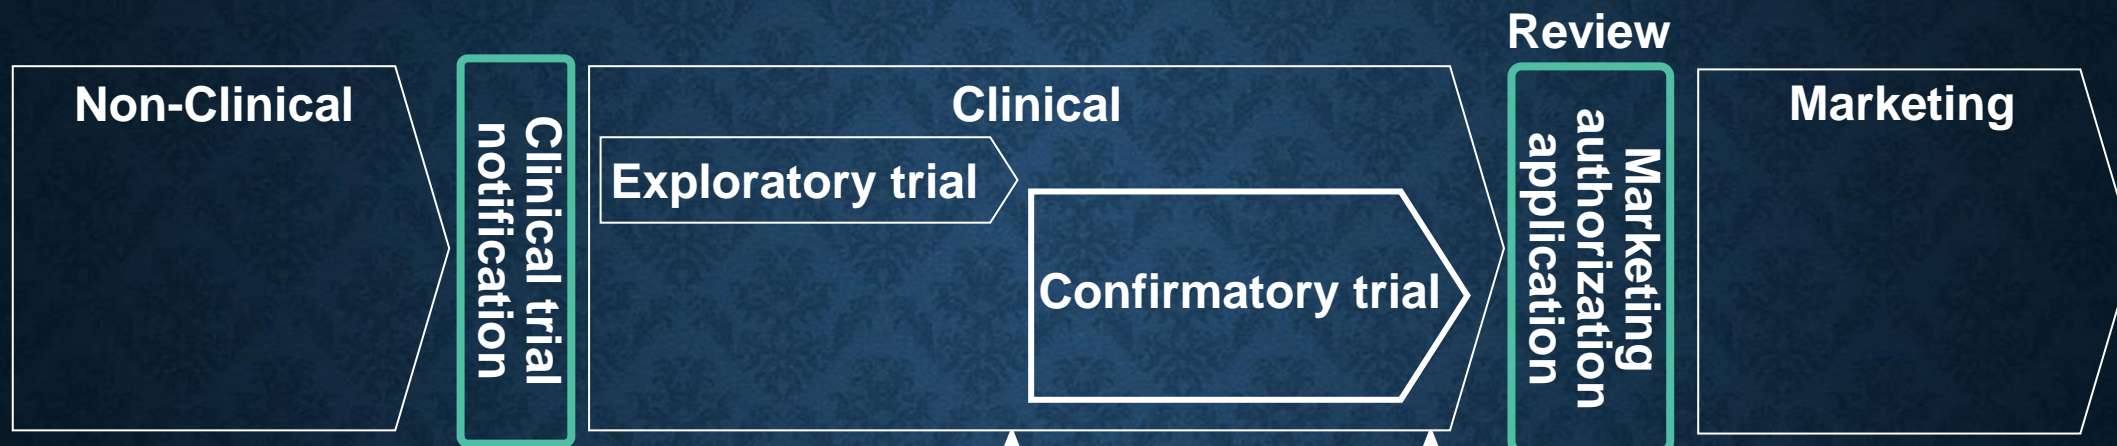 Non-Clinical
Clinical trial
notification
Clinical
Exploratory trial
Confirmatory trial
Review
Marketing
authorization
application
Marketing